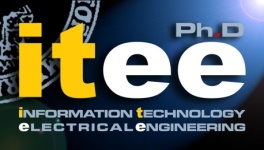 Ph.D
itee
INFORMATION TECHNOLOGY
eLECTRICAL eNGINEERING